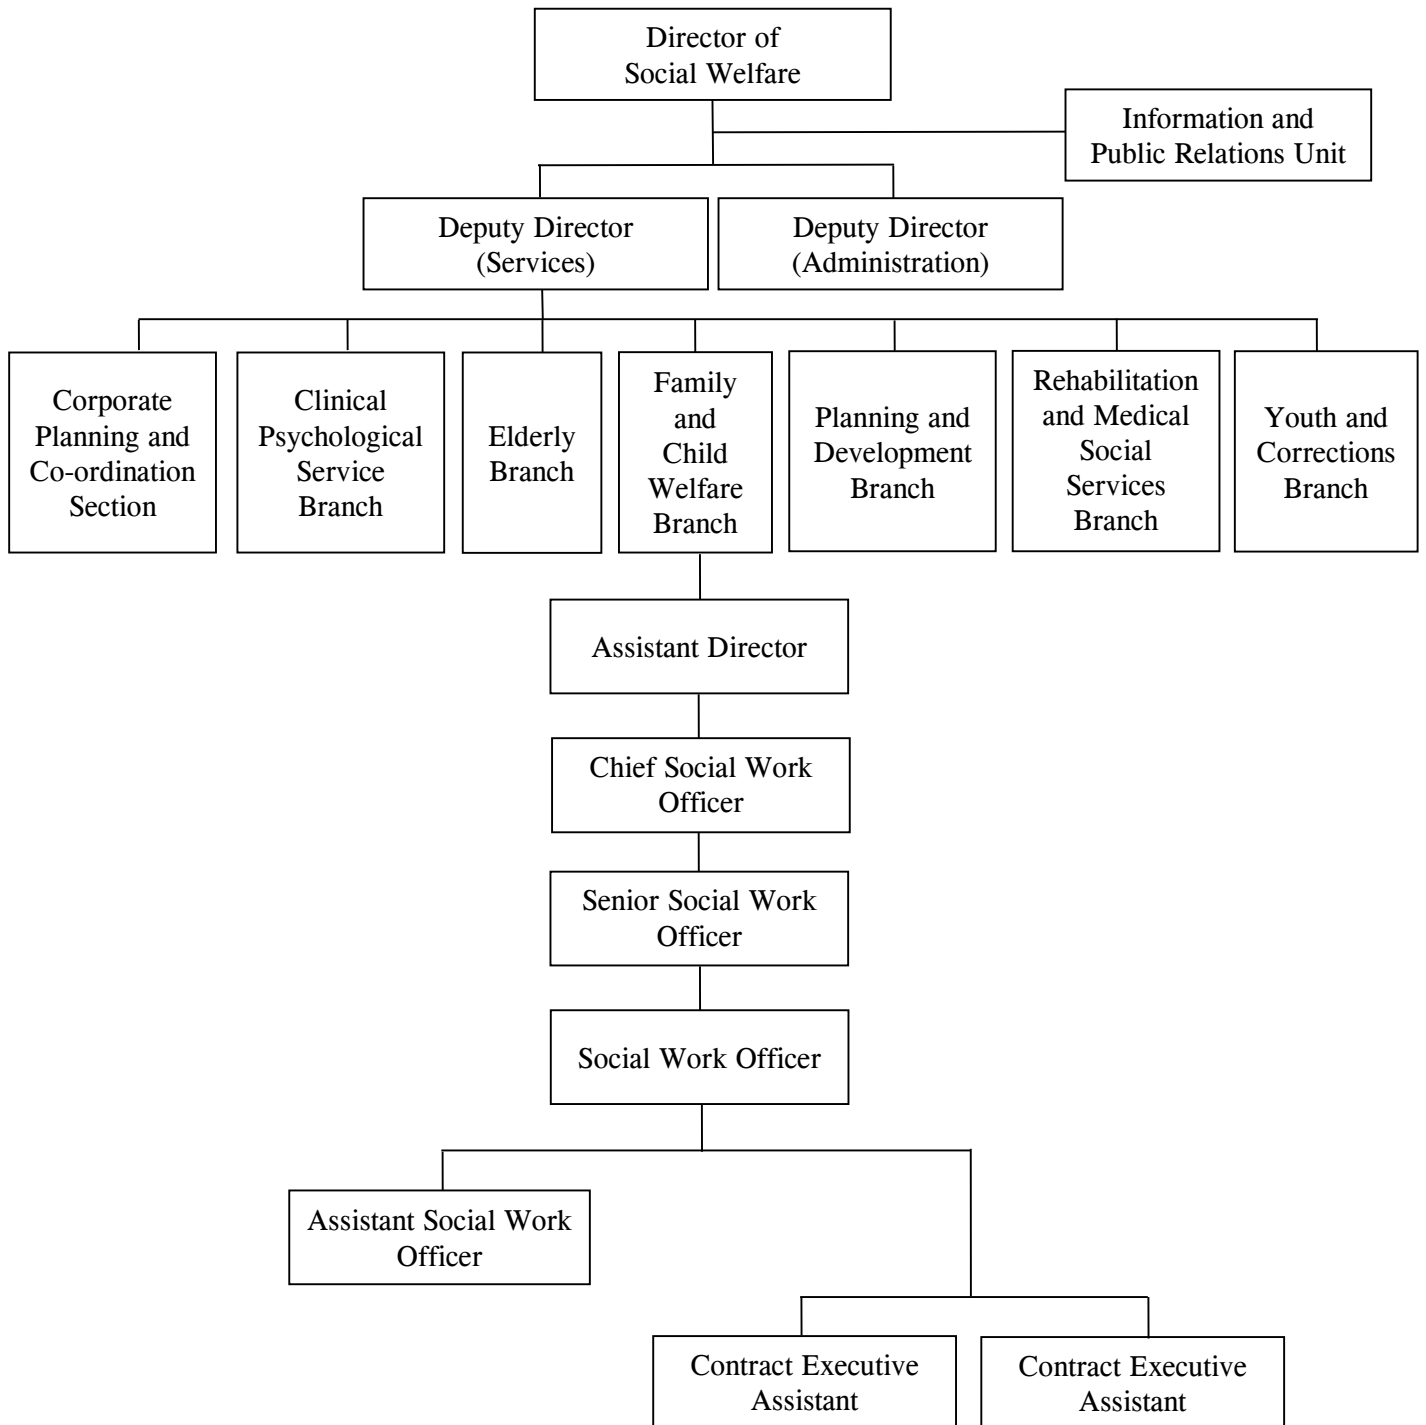 Director of
Social Welfare
Information and
Public Relations Unit
Deputy Director
(Services)
Deputy Director
(Administration)
Corporate
Planning and
Co-ordination
Section
Clinical
Psychological
Service
Branch
Elderly
Branch
Family
and
Child
Welfare
Branch
Planning and
Development
Branch
Rehabilitation
and Medical
Social
Services
Branch
Youth and
Corrections
Branch
Assistant Director
Chief Social Work
Officer
Senior Social Work
Officer
Social Work Officer
Assistant Social Work
Officer
Contract Executive
Assistant
Contract Executive
Assistant